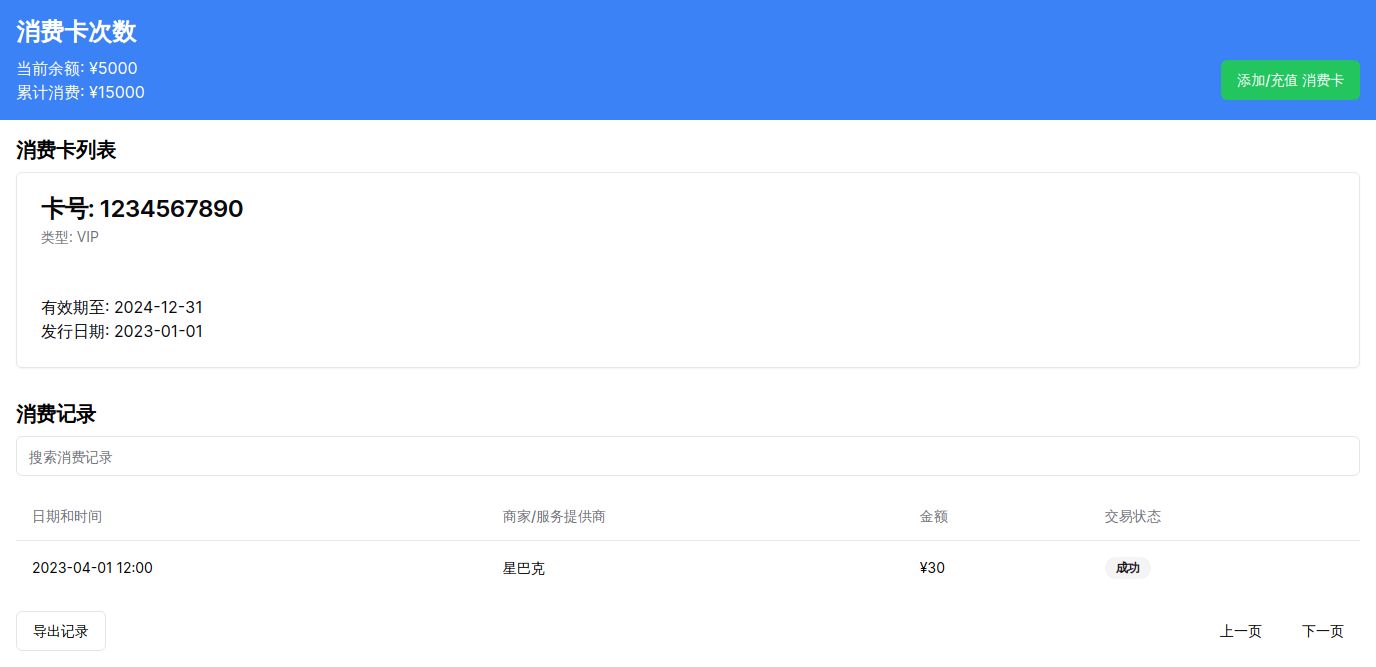 消费卡次数
当前余额: ¥5000
累计消费: ¥15000
添加/充值 消费卡
消费卡列表
卡号: 1234567890
类型: VIP
有效期至: 2024-12-31
发行日期: 2023-01-01
消费记录
搜索消费记录
日期和时间 商家/服务提供商 金额 交易状态
2023-04-01 12:00 星巴克 ¥30 成功
导出记录 上一页 下一页